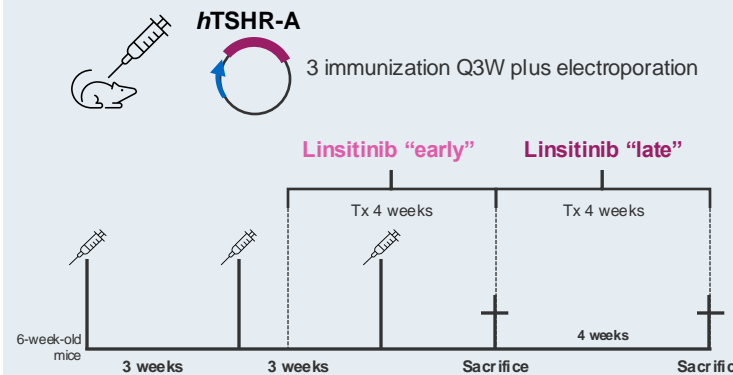 hTSHR-A
3 immunization Q3W plus electroporation
Linsitinib “early”
Linsitinib “late”
Tx 4 weeks
Tx 4 weeks
6-week-old
mice
3 weeks
3 weeks
Sacrifice
4 weeks
Sacrific